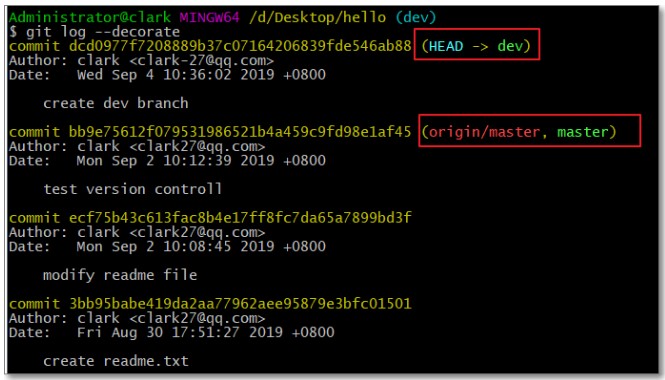 Administrator@clark MINGW64 /d/Desktop/hello (dev)
$ git log --decorate
commit dcd0977f7208889b37c07164206839fde546ab88 (HEAD -> dev)
Author: clark <clark-27@qq.com>
Date:   Wed Sep 4 10:36:02 2019 +0800
create dev branch
commit bb9e75612f079531986521b4a459c9fd98e1af45 (origin/master, master)
Author: clark <clark27@qq.com>
Date:   Mon Sep 2 10:12:39 2019 +0800
test version controll
commit ecf75b43c613fac8b4e17ff8fc7da65a7899bd3f
Author: clark <clark27@qq.com>
Date:   Mon Sep 2 10:08:45 2019 +0800
modify readme file
commit 3bb95babe419da2aa77962aee95879e3bfc01501
Author: clark <clark27@qq.com>
Date:   Fri Aug 30 17:51:27 2019 +0800
create readme.txt